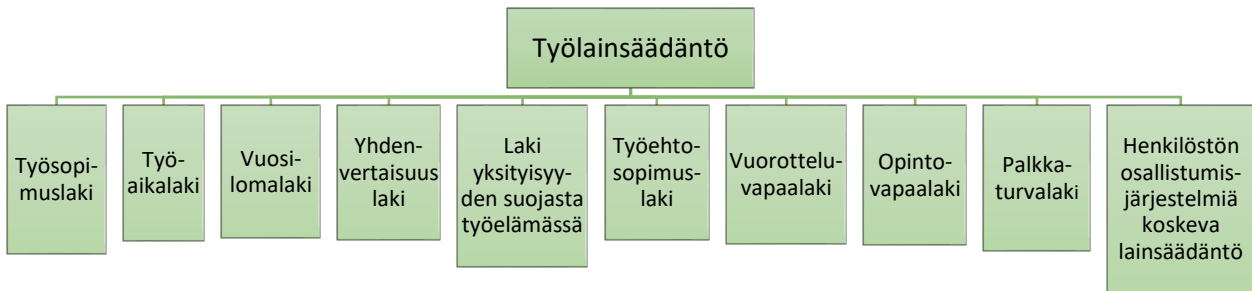 Työlainsäädäntö
Työsopi-
muslaki
Työ-
aikalaki
Vuosi-
lomalaki
Yhden-
vertaisuus
laki
Laki
yksityisyy-
den suojasta
työelämässä
Työehto-
sopimus-
laki
Vuorottelu-
vapaalaki
Opinto-
vapaalaki
Palkka-
turvalaki
Henkilöstön
osallistumis-
järjestelmiä
koskeva
lainsäädäntö